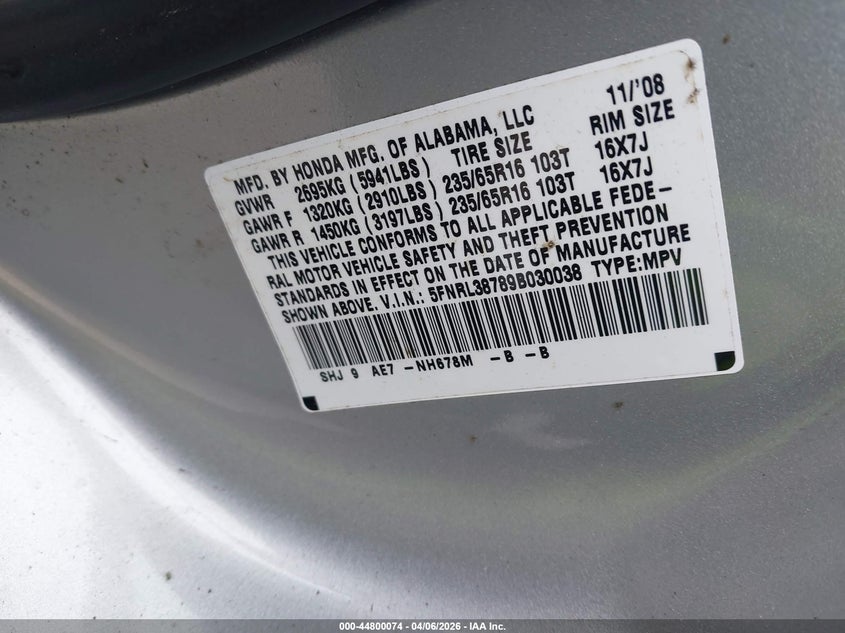 MFD. BY HONDA MFG. OF ALABAMA, LLC 11/'08
GVWR 2695KG (5941LBS) TIRE SIZE RIM SIZE
GAWR F 1320KG (2910LBS) 235/65R16 103T 16X7J
GAWR R 1450KG (3197LBS) 235/65R16 103T 16X7J
THIS VEHICLE CONFORMS TO ALL APPLICABLE FEDE-
RAL MOTOR VEHICLE SAFETY AND THEFT PREVENTION
STANDARDS IN EFFECT ON THE DATE OF MANUFACTURE
SHOWN ABOVE. V.I.N.: 5FNRL38789B030038 TYPE:MPV
SHJ 9 AE7 -NH678M -B -B
000-44800074 - 04/06/2026 - IAA Inc.